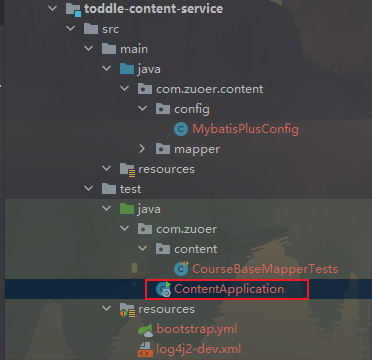 toddle-content-service
src
main
java
com.zuoer.content
config
MybatisPlusConfig
mapper
resources
test
java
com.zuoer
content
CourseBaseMapperTests
ContentApplication
resources
bootstrap.yml
log4j2-dev.xml